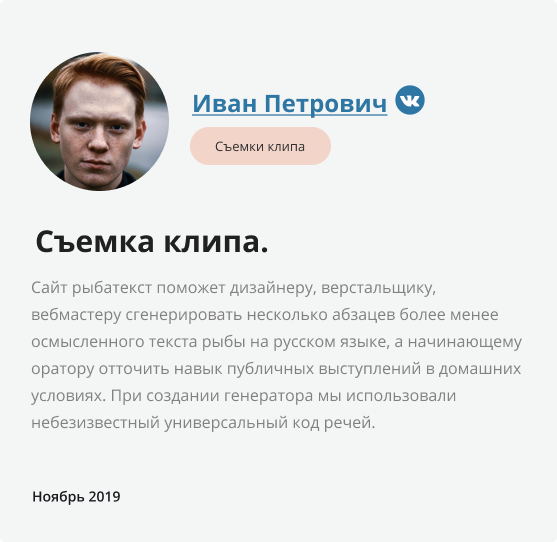 Иван Петрович
Съемки клипа
Съемка клипа.
Сайт рыбатекст поможет дизайнеру, верстальщику,
вебмастеру сгенерировать несколько абзацев более менее
осмысленного текста рыбы на русском языке, а начинающему
оратору отточить навык публичных выступлений в домашних
условиях. При создании генератора мы использовали
небезизвестный универсальный код речей.
Ноябрь 2019